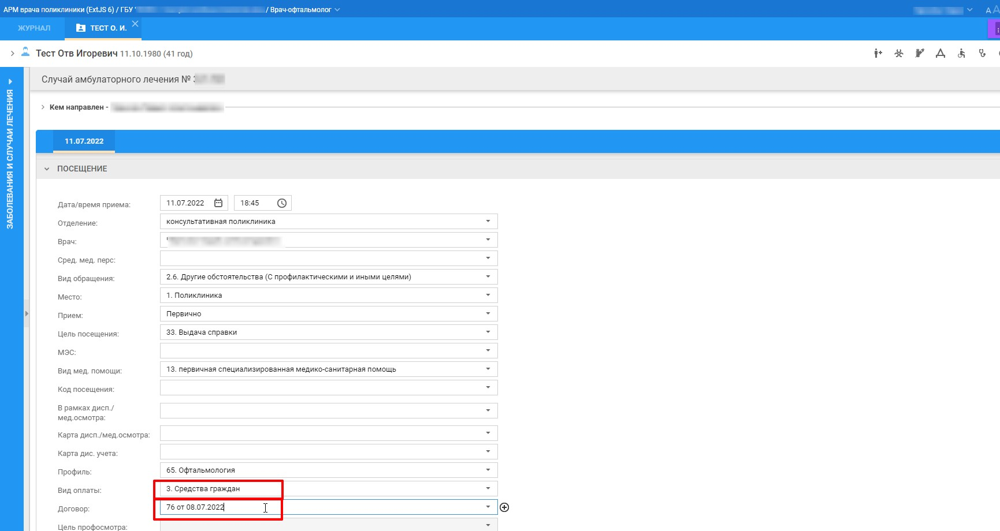 АРМ врача поликлиники (ExtJS 6) / ГБУ " / Врач-офтальмолог
A A
ЖУРНАЛ
ТЕСТ О. И.
Тест Отв Игоревич 11.10.1980 (41 год)
ЗАБОЛЕВАНИЯ И СЛУЧАИ ЛЕЧЕНИЯ
Случай амбулаторного лечения №
Кем направлен -
11.07.2022
ПОСЕЩЕНИЕ
Дата/время приема: 11.07.2022 18:45
Отделение: консультативная поликлиника
Врач:
Сред. мед. перс:
Вид обращения: 2.6. Другие обстоятельства (С профилактическими и иными целями)
Место: 1. Поликлиника
Прием: Первично
Цель посещения: 33. Выдача справки
МЭС:
Вид мед. помощи: 13. первичная специализированная медико-санитарная помощь
Код посещения:
В рамках дисп./
мед.осмотра:
Карта дисп./мед.осмотра:
Карта дис. учета:
Профиль: 65. Офтальмология
Вид оплаты: 3. Средства граждан
Договор: 76 от 08.07.2022
Цель профосмотра: